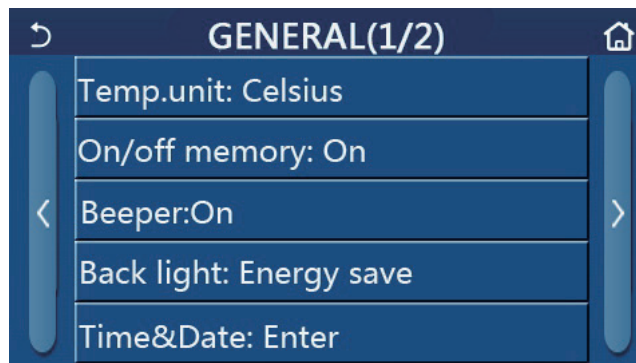 GENERAL(1/2)
Temp.unit: Celsius
On/off memory: On
Beeper:On
Back light: Energy save
Time&Date: Enter